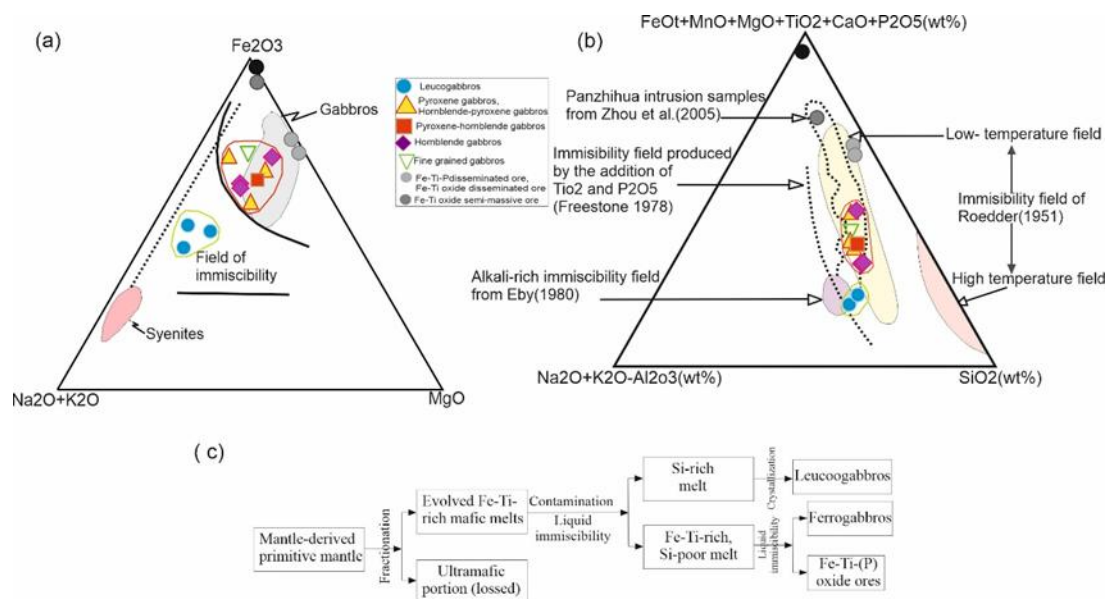 (a)
Fe2O3
Gabbros
Field of
immiscibility
Syenites
Na2O+K2O
MgO
Leucogabbros
Pyroxene gabbros,
Hornblende-pyroxene gabbros
Pyroxene-homblende gabbros
Homblende gabbros
Fine grained gabbros
Fe-Ti-Pdisseminated ore,
Fe-Ti oxide disseminated ore
Fe-Ti oxide semi-massive ore
(b)
FeOt+MnO+MgO+TiO2+CaO+P2O5(wt%)
Panzhihua intrusion samples
from Zhou et al.(2005)
Immisibility field produced
by the addition of
Tio2 and P2O5
(Freestone 1978)
Alkali-rich immiscibility field
from Eby(1980)
Low- temperature field
Immisibility field of
Roedder(1951)
High temperature field
Na2O+K2O-Al2o3(wt%)
SiO2(wt%)
( c)
Mantle-derived
primitive mantle
Fractionation
Evolved Fe-Ti-
rich mafic melts
Ultramafic
portion (lossed)
Contamination
Liquid
immiscibility
Si-rich
melt
Fe-Ti-rich,
Si-poor melt
Crystallization
Liquid
immiscibility
Leucoogabbros
Ferrogabbros
Fe-Ti-(P)
oxide ores